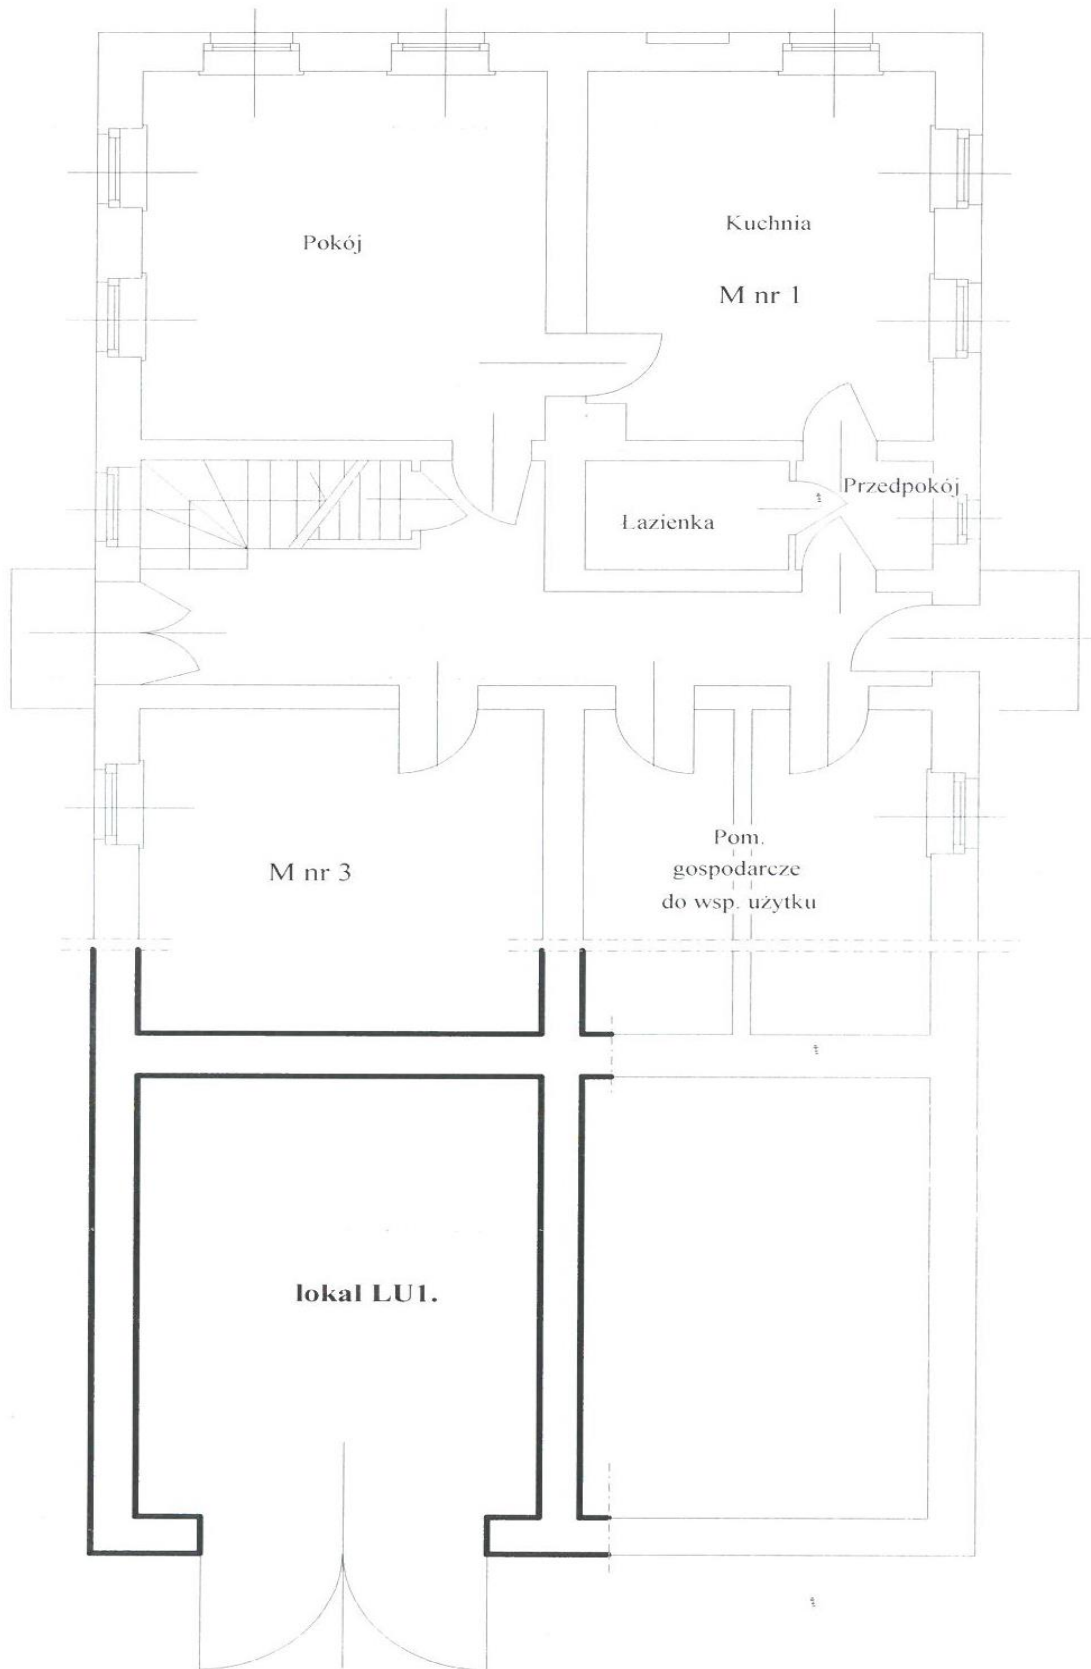 Pokój
Kuchnia
M nr 1
Przedpokój
Łazienka
M nr 3
Pom.
gospodarcze
do wsp. użytku
lokal LU1.